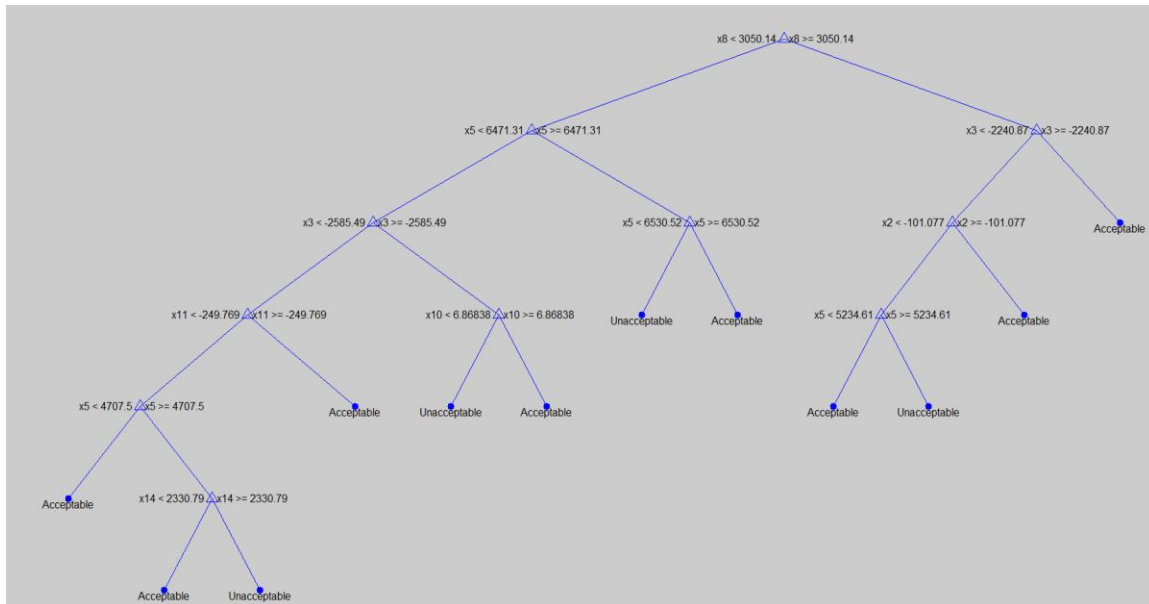 x8 < 3050.14 x8 >= 3050.14
x5 < 6471.31 x5 >= 6471.31
x3 < -2240.87 x3 >= -2240.87
x3 < -2585.49 x3 >= -2585.49
x5 < 6530.52 x5 >= 6530.52
x2 < -101.077 x2 >= -101.077
Acceptable
x11 < -249.769 x11 >= -249.769
x10 < 6.86838 x10 >= 6.86838
Unacceptable
Acceptable
x5 < 5234.61 x5 >= 5234.61
Acceptable
x5 < 4707.5 x5 >= 4707.5
Acceptable
Unacceptable
Acceptable
Acceptable
Unacceptable
Acceptable
x14 < 2330.79 x14 >= 2330.79
Acceptable
Unacceptable